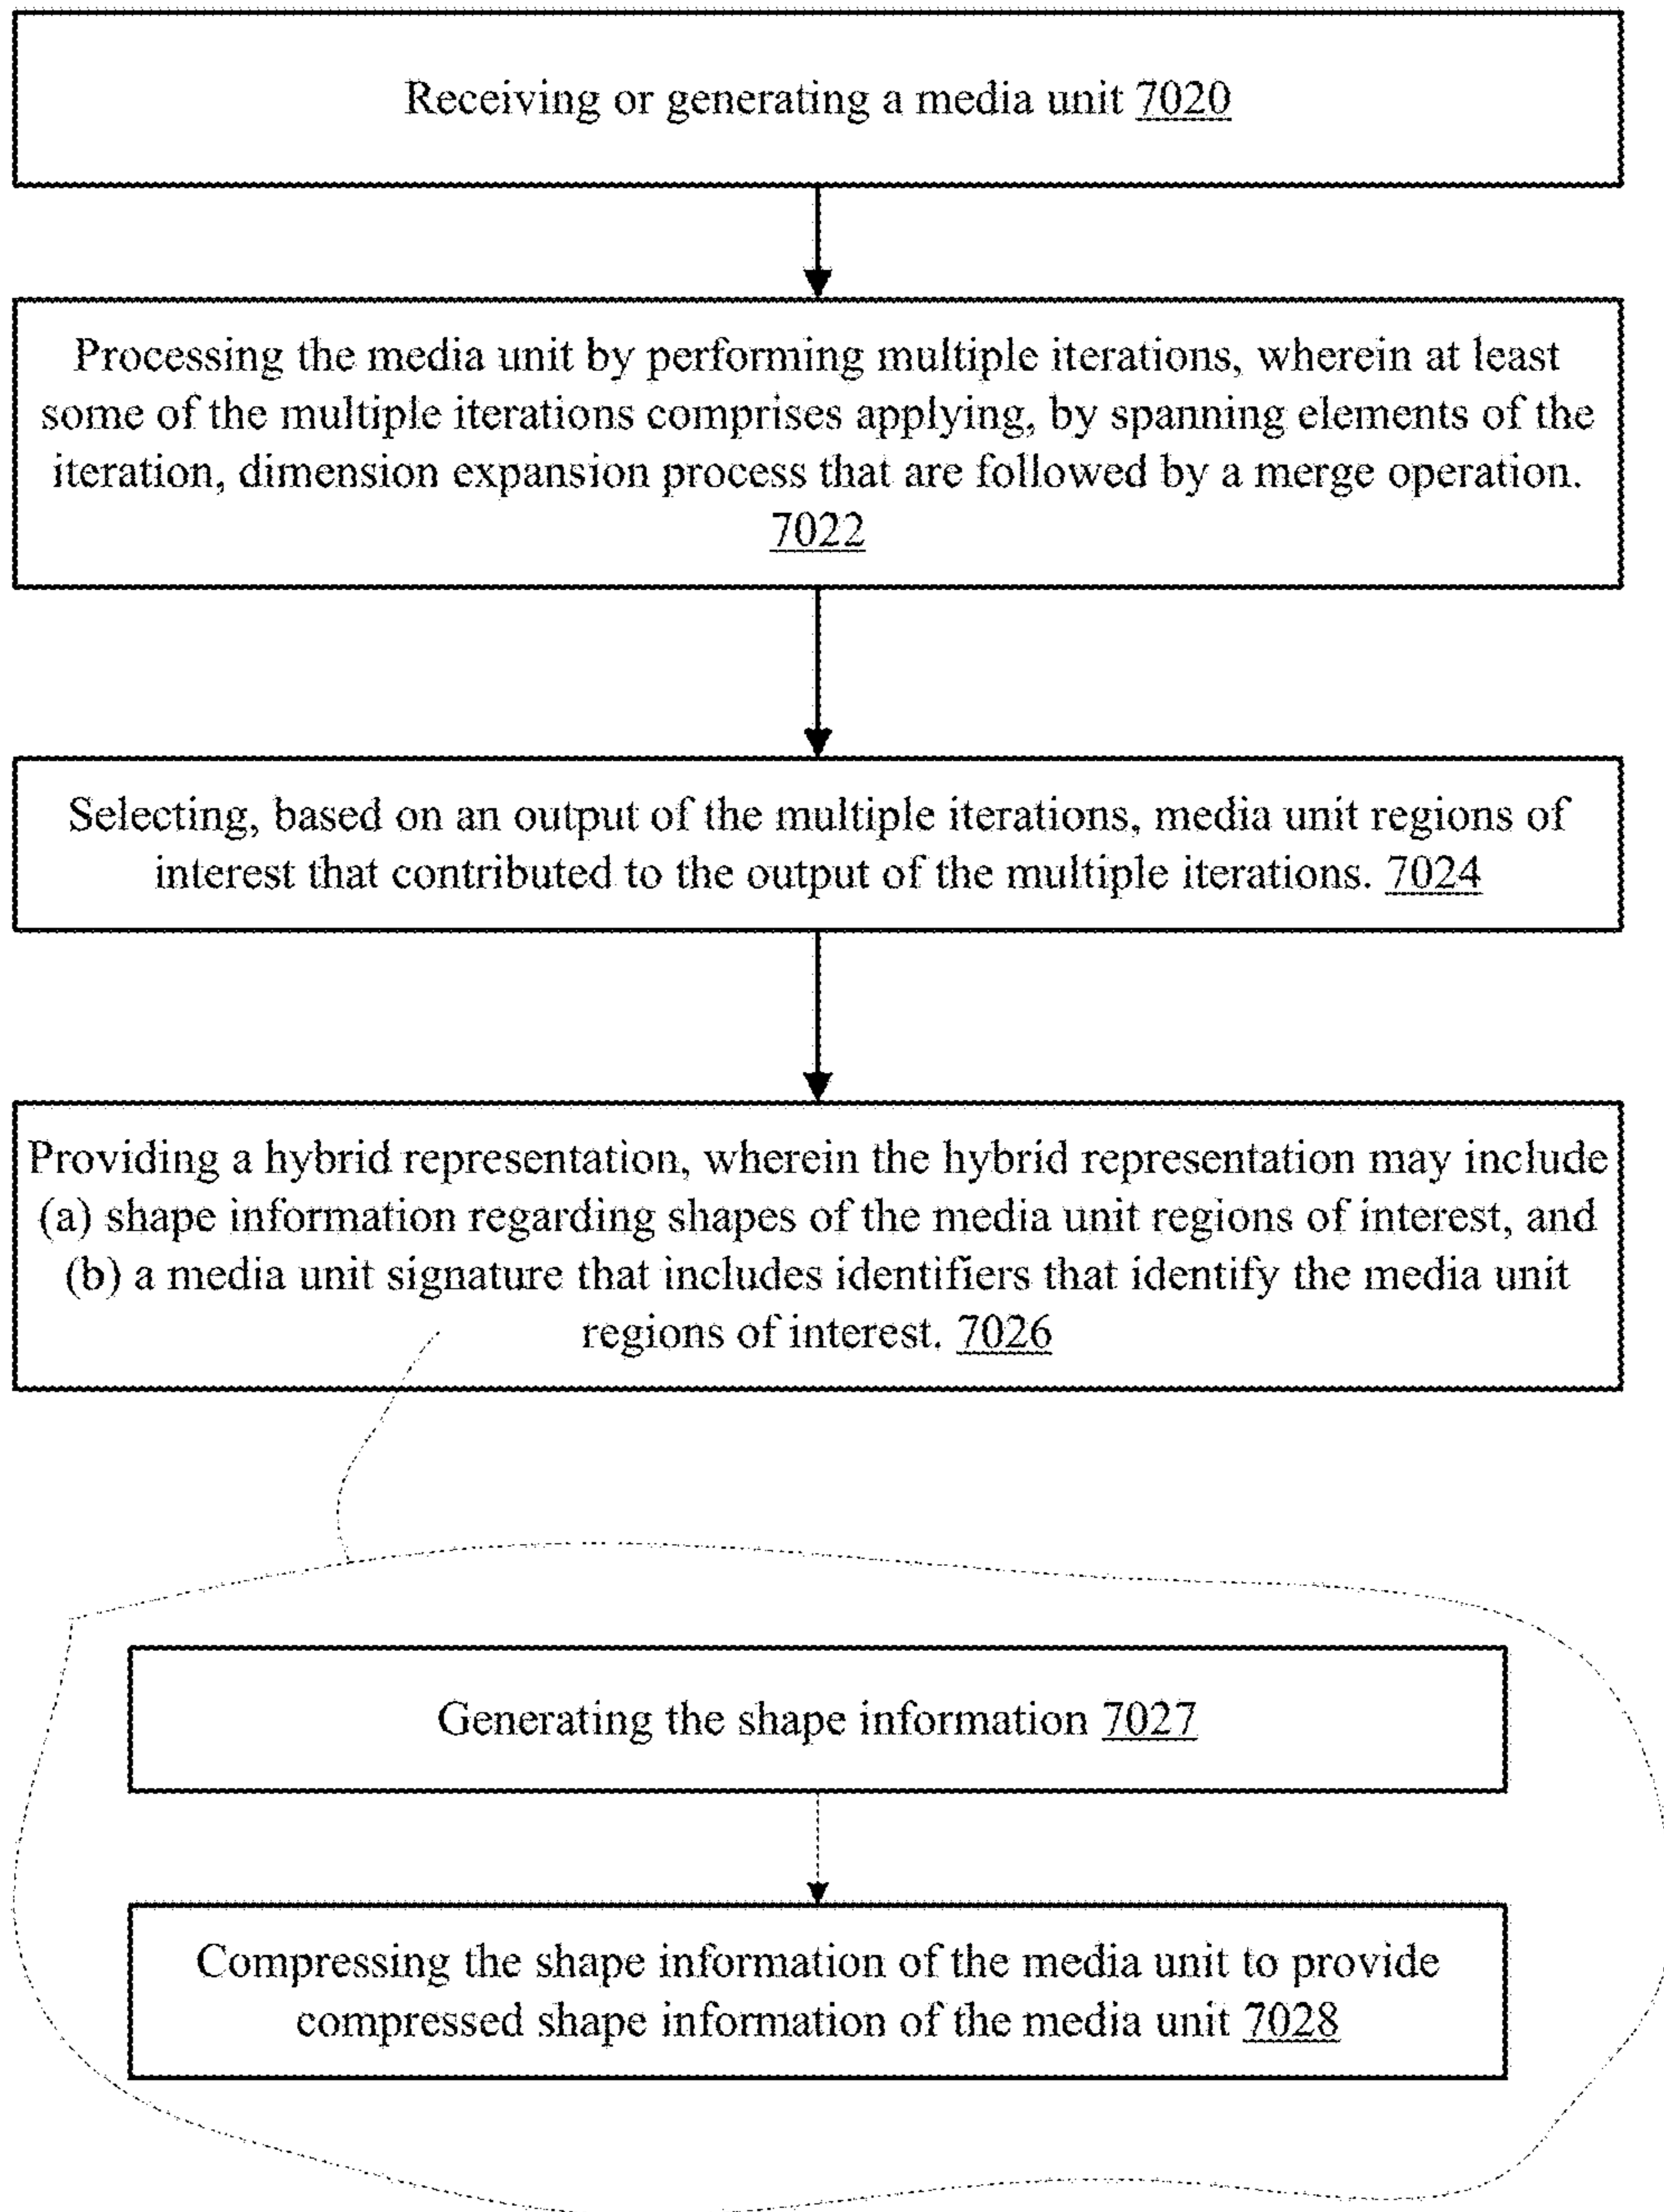 Receiving or generating a media unit 7020
Processing the media unit by performing multiple iterations, wherein at least
some of the multiple iterations comprises applying, by spanning elements of the
iteration, dimension expansion process that are followed by a merge operation.
7022
Selecting, based on an output of the multiple iterations, media unit regions of
interest that contributed to the output of the multiple iterations. 7024
Providing a hybrid representation, wherein the hybrid representation may include
(a) shape information regarding shapes of the media unit regions of interest, and
(b) a media unit signature that includes identifiers that identify the media unit
regions of interest. 7026
Generating the shape information 7027
Compressing the shape information of the media unit to provide
compressed shape information of the media unit 7028